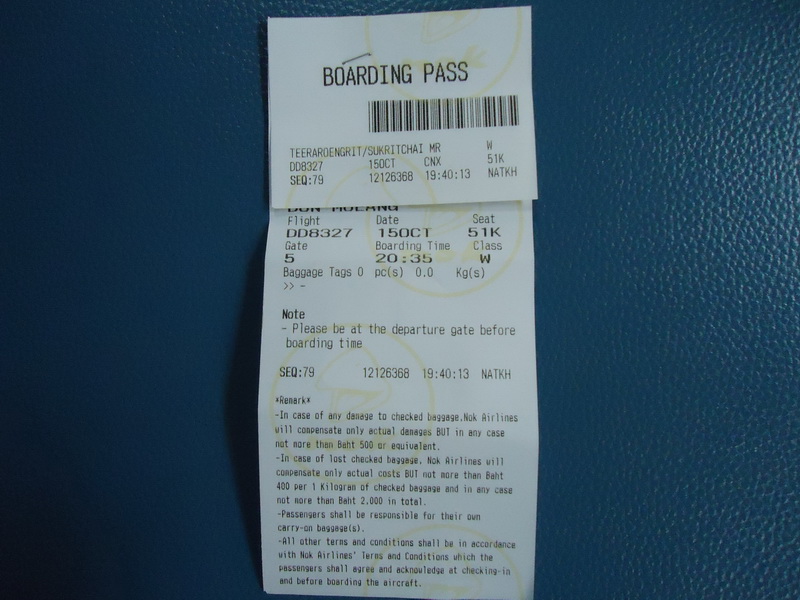 BOARDING PASS
TEERAROENGRIT/SUKRITCHAI MR W
DD8327 15OCT CNX 51K
SEQ:79 12126368 19:40:13 NATKH
DON MUEANG
Flight Date Seat
DD8327 15OCT 51K
Gate Boarding Time Class
5 20:35 W
Baggage Tags 0 pc(s) 0.0 Kg(s)
>> -
Note
- Please be at the departure gate before
boarding time
SEQ:79 12126368 19:40:13 NATKH
*Remark*
-In case of any damage to checked baggage,Nok Airlines
will compensate only actual damages BUT in any case
not more than Baht 500 or equivalent.
-In case of lost checked baggage, Nok Airlines will
compensate only actual costs BUT not more than Baht
400 per 1 Kilogram of checked baggage and in any case
not more than Baht 2,000 in total.
-Passengers shall be responsible for their own
carry-on baggage(s).
-All other terms and conditions shall be in accordance
with Nok Airlines' Terms and Conditions which the
passengers shall agree and acknowledge at checking-in
and before boarding the aircraft.